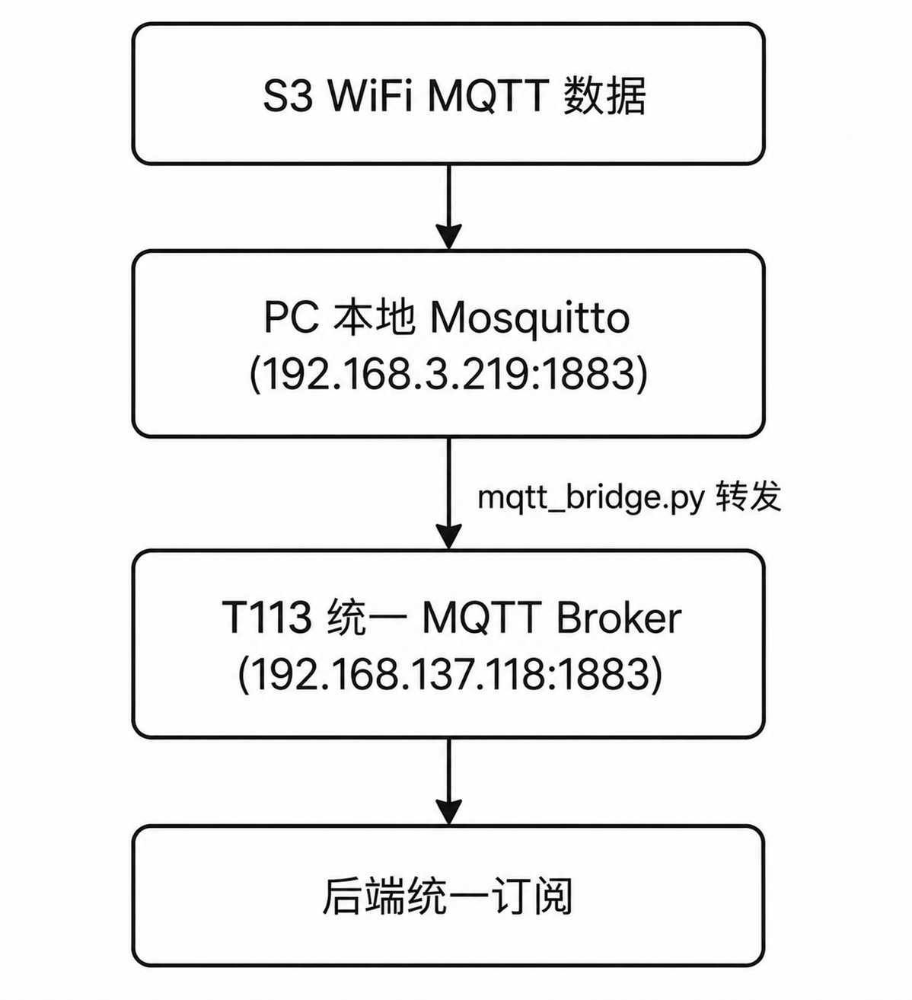 S3 WiFi MQTT 数据
PC 本地 Mosquitto
(192.168.3.219:1883)
mqtt_bridge.py 转发
T113 统一 MQTT Broker
(192.168.137.118:1883)
后端统一订阅